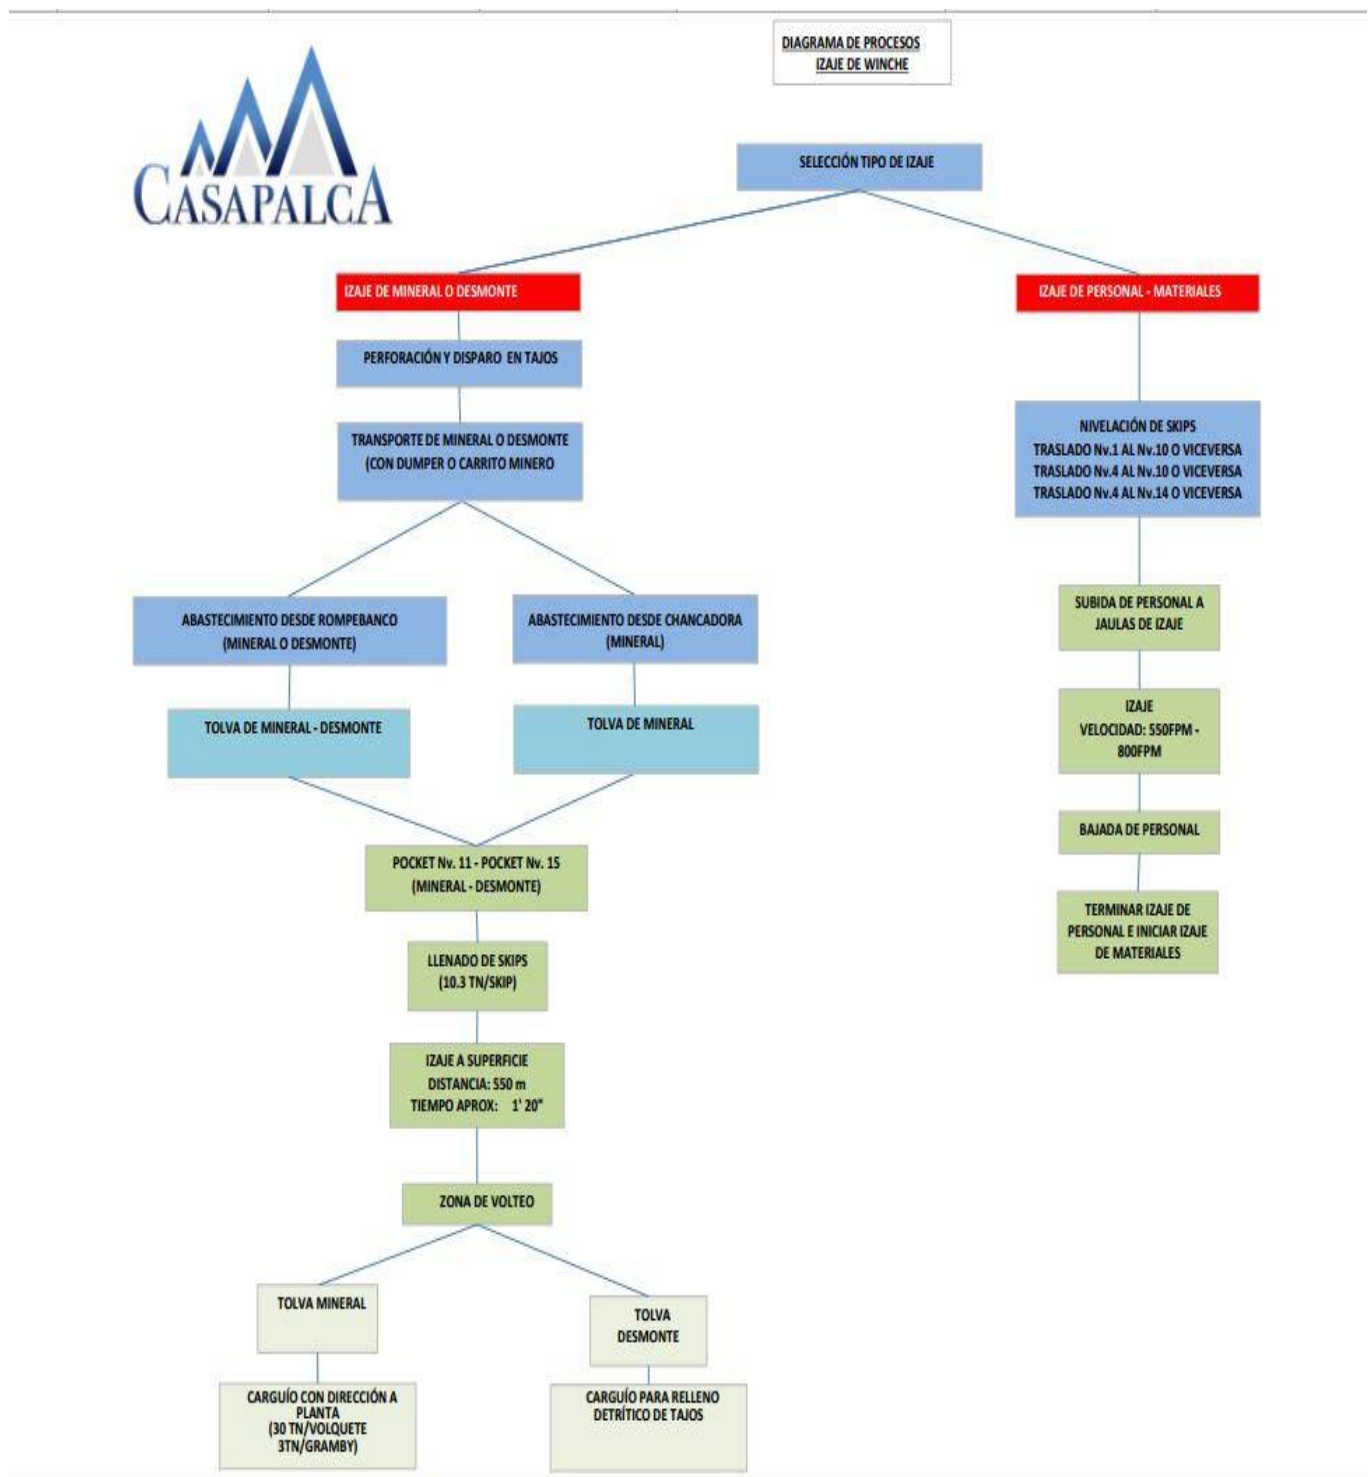 DIAGRAMA DE PROCESOS
IZAJE DE WINCHE
CASAPALCA
SELECCIÓN TIPO DE IZAJE
IZAJE DE MINERAL O DESMONTE
PERFORACIÓN Y DISPARO EN TAJOS
TRANSPORTE DE MINERAL O DESMONTE
(CON DUMPER O CARRITO MINERO
ABASTECIMIENTO DESDE ROMPEBANCO
(MINERAL O DESMONTE)
ABASTECIMIENTO DESDE CHANCADORA
(MINERAL)
TOLVA DE MINERAL - DESMONTE
TOLVA DE MINERAL
POCKET Nv. 11 - POCKET Nv. 15
(MINERAL - DESMONTE)
LLENADO DE SKIPS
(10.3 TN/SKIP)
IZAJE A SUPERFICIE
DISTANCIA: 550 m
TIEMPO APROX: 1' 20"
ZONA DE VOLTEO
TOLVA MINERAL
TOLVA
DESMONTE
CARGUÍO CON DIRECCIÓN A
PLANTA
(30 TN/VOLQUETE
3TN/GRAMBY)
CARGUÍO PARA RELLENO
DETRÍTICO DE TAJOS
IZAJE DE PERSONAL - MATERIALES
NIVELACIÓN DE SKIPS
TRASLADO Nv.1 AL Nv.10 O VICEVERSA
TRASLADO Nv.4 AL Nv.10 O VICEVERSA
TRASLADO Nv.4 AL Nv.14 O VICEVERSA
SUBIDA DE PERSONAL A
JAULAS DE IZAJE
IZAJE
VELOCIDAD: 550FPM -
800FPM
BAJADA DE PERSONAL
TERMINAR IZAJE DE
PERSONAL E INICIAR IZAJE
DE MATERIALES